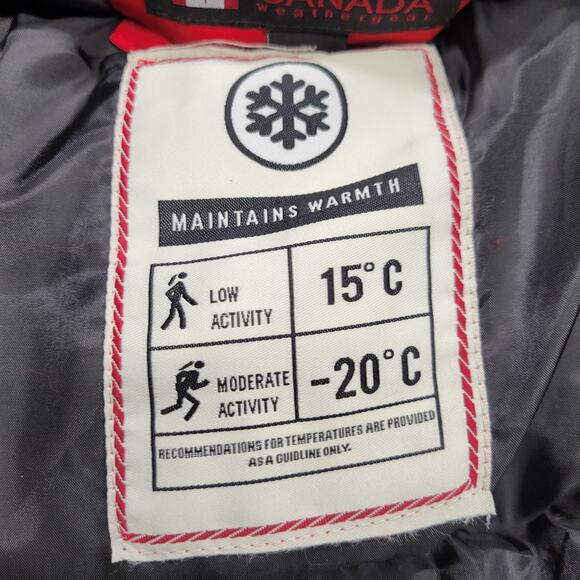 CANADA
weathergear
MAINTAINS WARMTH
LOW
ACTIVITY
15°C
MODERATE
ACTIVITY
-20°C
RECOMMENDATIONS FOR TEMPERATURES ARE PROVIDED
AS A GUIDLINE ONLY.